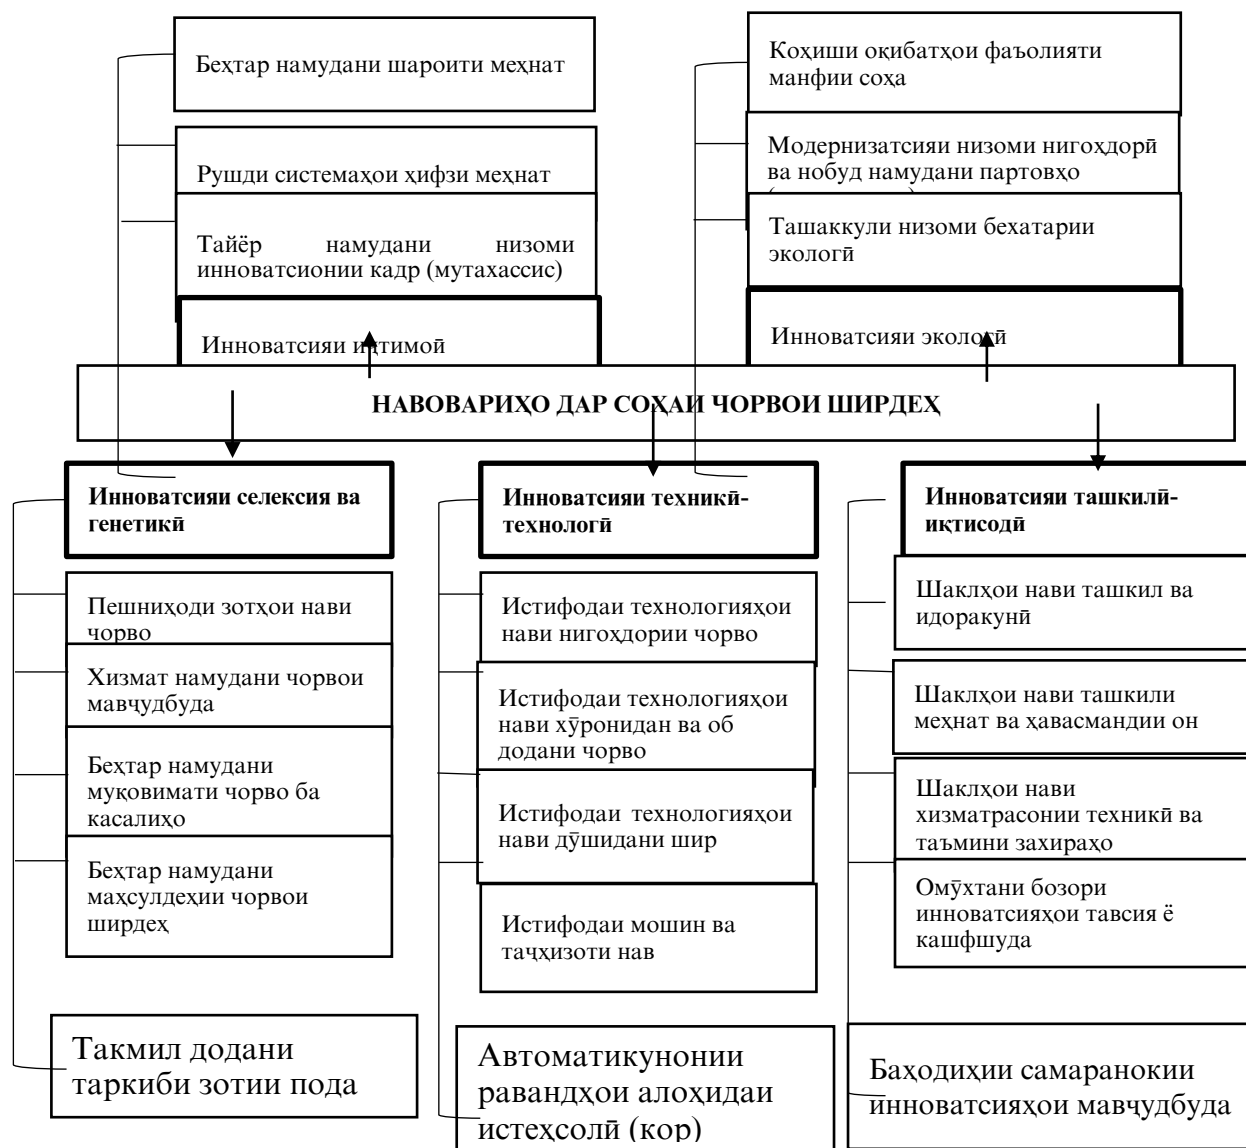 Беҳтар намудани шароити меҳнат
Рушди системаҳои ҳифзи меҳнат
Тайёр намудани низоми
инноватсионии кадр (мутахассис)
Инноватсияи иҷтимоӣ
Коҳиши оқибатҳои фаъолияти
манфии соҳа
Модернизатсияи низоми нигоҳдорӣ
ва нобуд намудани партовҳо
Ташаккули низоми бехатарии
экологӣ
Инноватсияи экологӣ
НАВОВАРИҲО ДАР СОҲАИ ЧОРВОИ ШИРДЕҲ
Инноватсияи селексия ва
генетикӣ
Пешниҳоди зотҳои нави
чорво
Хизмат намудани чорвои
мавҷудбуда
Беҳтар намудани
муқовимати чорво ба
касалиҳо
Беҳтар намудани
маҳсулдеҳии чорвои
ширдеҳ
Такмил додани
таркиби зотии пода
Инноватсияи техникӣ-
технологӣ
Истифодаи технологияҳои
нави нигоҳдории чорво
Истифодаи технологияҳои
нави хӯронидан ва об
додани чорво
Истифодаи технологияҳои
нави дӯшидани шир
Истифодаи мошин ва
таҷҳизоти нав
Автоматикунонии
равандҳои алоҳидаи
истеҳсолӣ (кор)
Инноватсияи ташкилӣ-
иқтисодӣ
Шаклҳои нави ташкил ва
идоракунӣ
Шаклҳои нави ташкили
меҳнат ва ҳавасмандии он
Шаклҳои нави
хизматрасонии техникӣ ва
таъмини захираҳо
Омӯхтани бозори
инноватсияҳои тавсия ё
кашфшуда
Баҳодиҳии самаранокии
инноватсияҳои мавҷудбуда